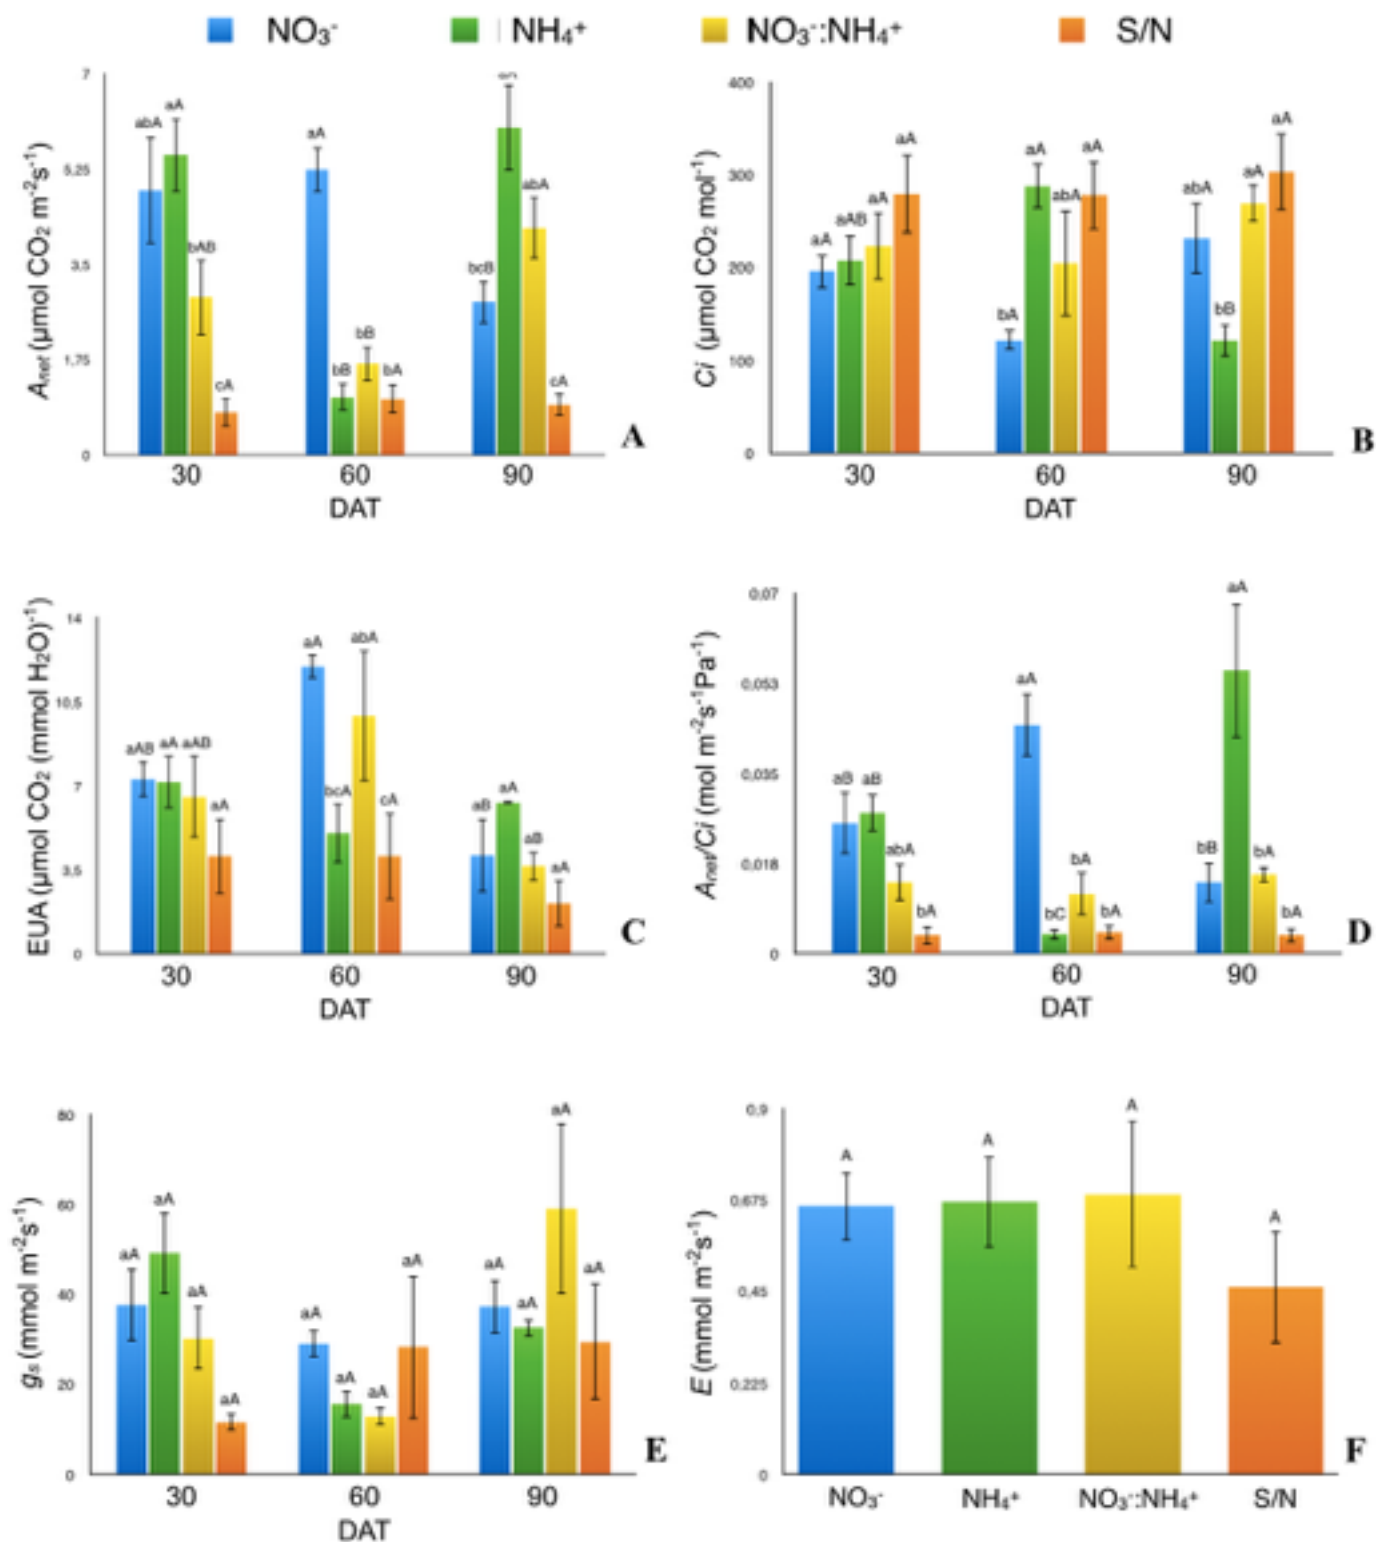 NO₃⁻ NH₄⁺ NO₃⁻:NH₄⁺ S/N
Aₙₑₜ (µmol CO₂ m⁻²s⁻¹)
7
5,25
3,5
1,75
0
abA aA bAB cA
aA bB bB bA
bcB abA cA
30 60 90
DAT
A
Ci (µmol CO₂ mol⁻¹)
400
300
200
100
0
aA aAB aA aA
bA aA abA aA
abA bB aA aA
30 60 90
DAT
B
EUA (µmol CO₂ (mmol H₂O)⁻¹)
14
10,5
7
3,5
0
aAB aA aAB aA
aA bcA abA cA
aB aA aB aA
30 60 90
DAT
C
Aₙₑₜ/Ci (mol m⁻²s⁻¹Pa⁻¹)
0,07
0,053
0,035
0,018
0
aB aB abA bA
aA bC bA bA
bB aA bA bA
30 60 90
DAT
D
gₛ (mmol m⁻²s⁻¹)
80
60
40
20
0
aA aA aA aA
aA aA aA aA
aA aA aA aA
30 60 90
DAT
E
E (mmol m⁻²s⁻¹)
0,9
0,675
0,45
0,225
0
A A A A
NO₃⁻ NH₄⁺ NO₃⁻:NH₄⁺ S/N
F